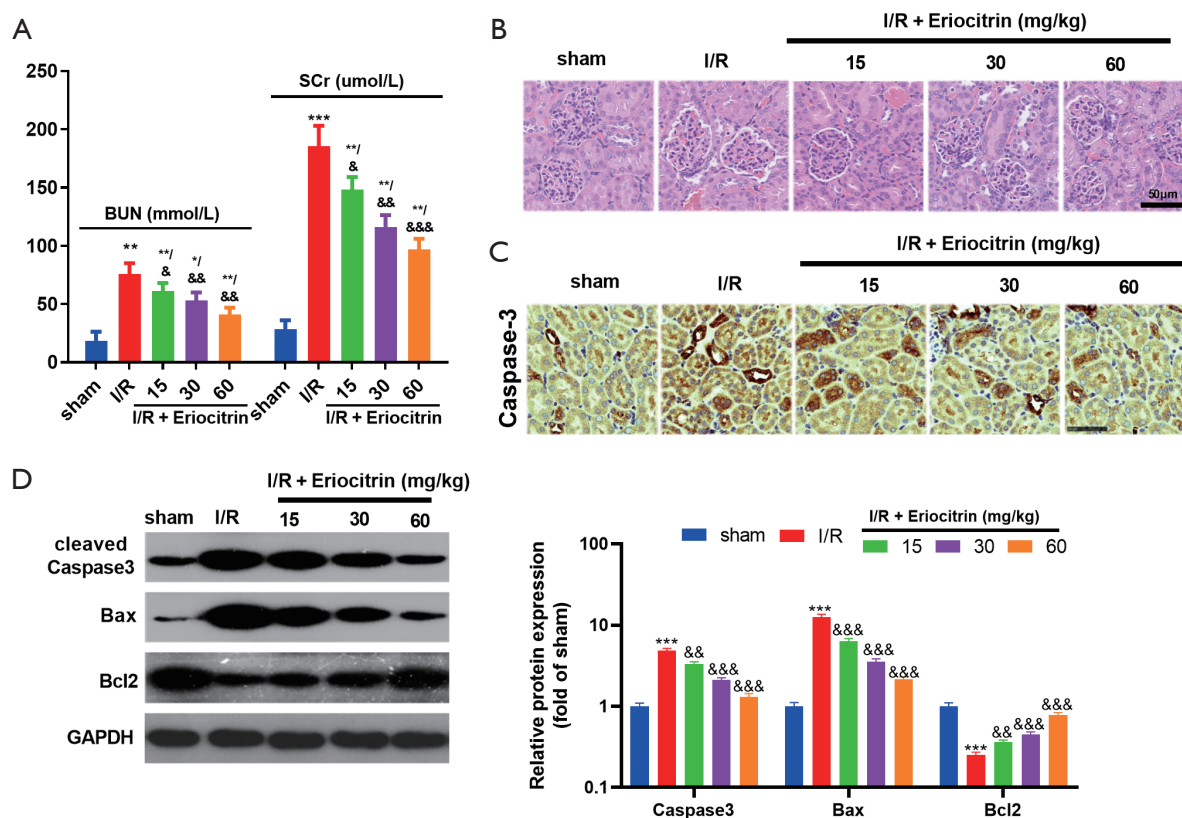 A
250
200
150
100
50
0
BUN (mmol/L)
SCr (umol/L)
**
**/
&
*/
&&
**/
&&
***
**/
&
**/
&&
**/
&&&
sham
I/R
15
30
60
sham
I/R
15
30
60
I/R + Eriocitrin
I/R + Eriocitrin
B
I/R + Eriocitrin (mg/kg)
sham
I/R
15
30
60
50μm
C
I/R + Eriocitrin (mg/kg)
sham
I/R
15
30
60
Caspase-3
D
I/R + Eriocitrin (mg/kg)
sham
I/R
15
30
60
cleaved
Caspase3
Bax
Bcl2
GAPDH
I/R + Eriocitrin (mg/kg)
sham
I/R
15
30
60
Relative protein expression
(fold of sham)
100
10
1
0.1
***
&&
&&&
&&&
***
&&&
&&&
&&&
***
&&
&&&
&&&
Caspase3
Bax
Bcl2